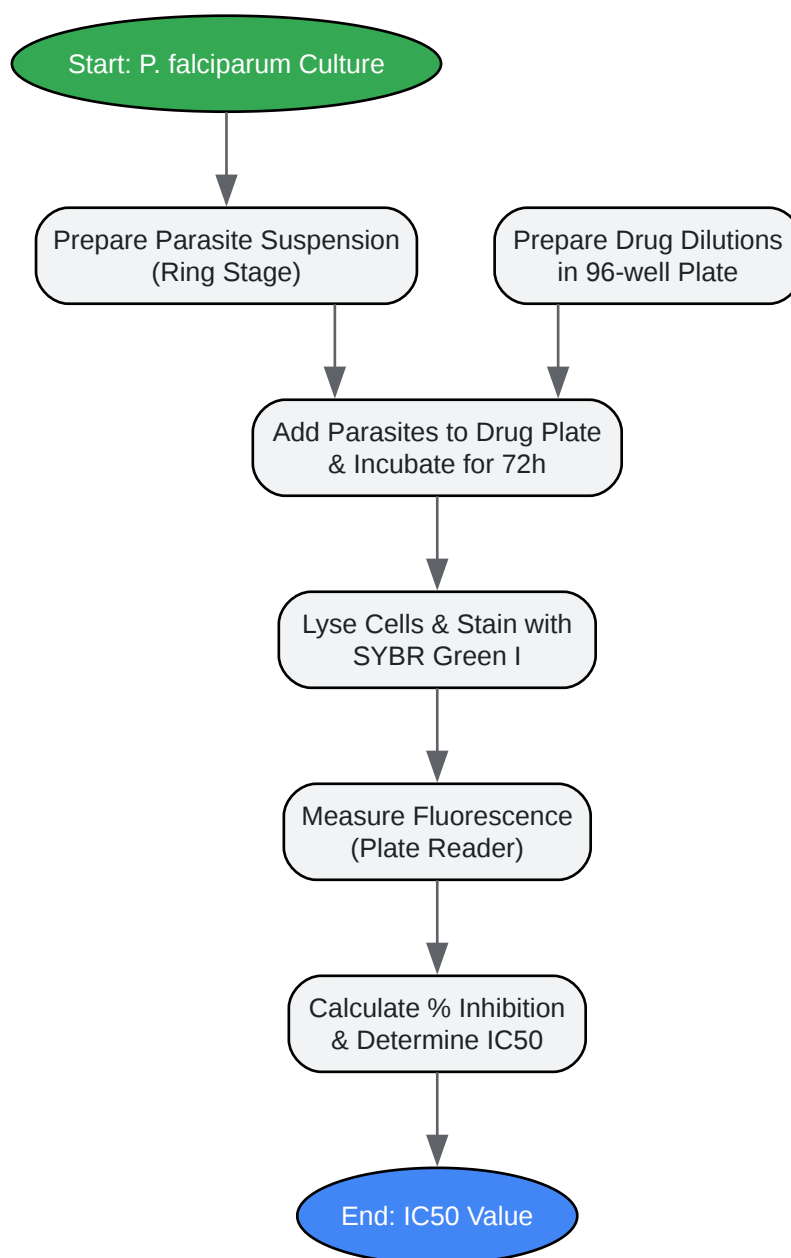 Start: P. falciparum Culture
Prepare Parasite Suspension
(Ring Stage)
Prepare Drug Dilutions
in 96-well Plate
Add Parasites to Drug Plate
& Incubate for 72h
Lyse Cells & Stain with
SYBR Green I
Measure Fluorescence
(Plate Reader)
Calculate % Inhibition
& Determine IC50
End: IC50 Value